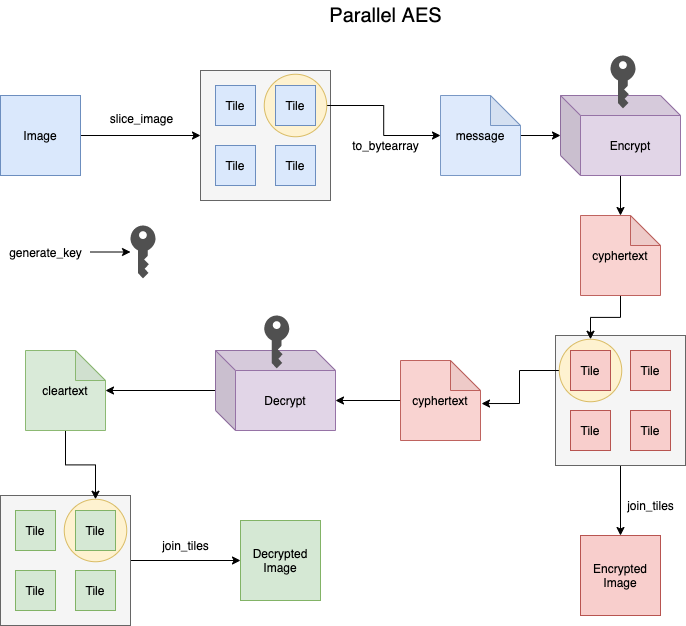 Parallel AES
Image
slice_image
Tile
Tile
Tile
Tile
to_bytearray
message
Encrypt
generate_key
cyphertext
cleartext
Decrypt
cyphertext
Tile
Tile
Tile
Tile
join_tiles
Tile
Tile
Tile
Tile
join_tiles
Decrypted
Image
Encrypted
Image